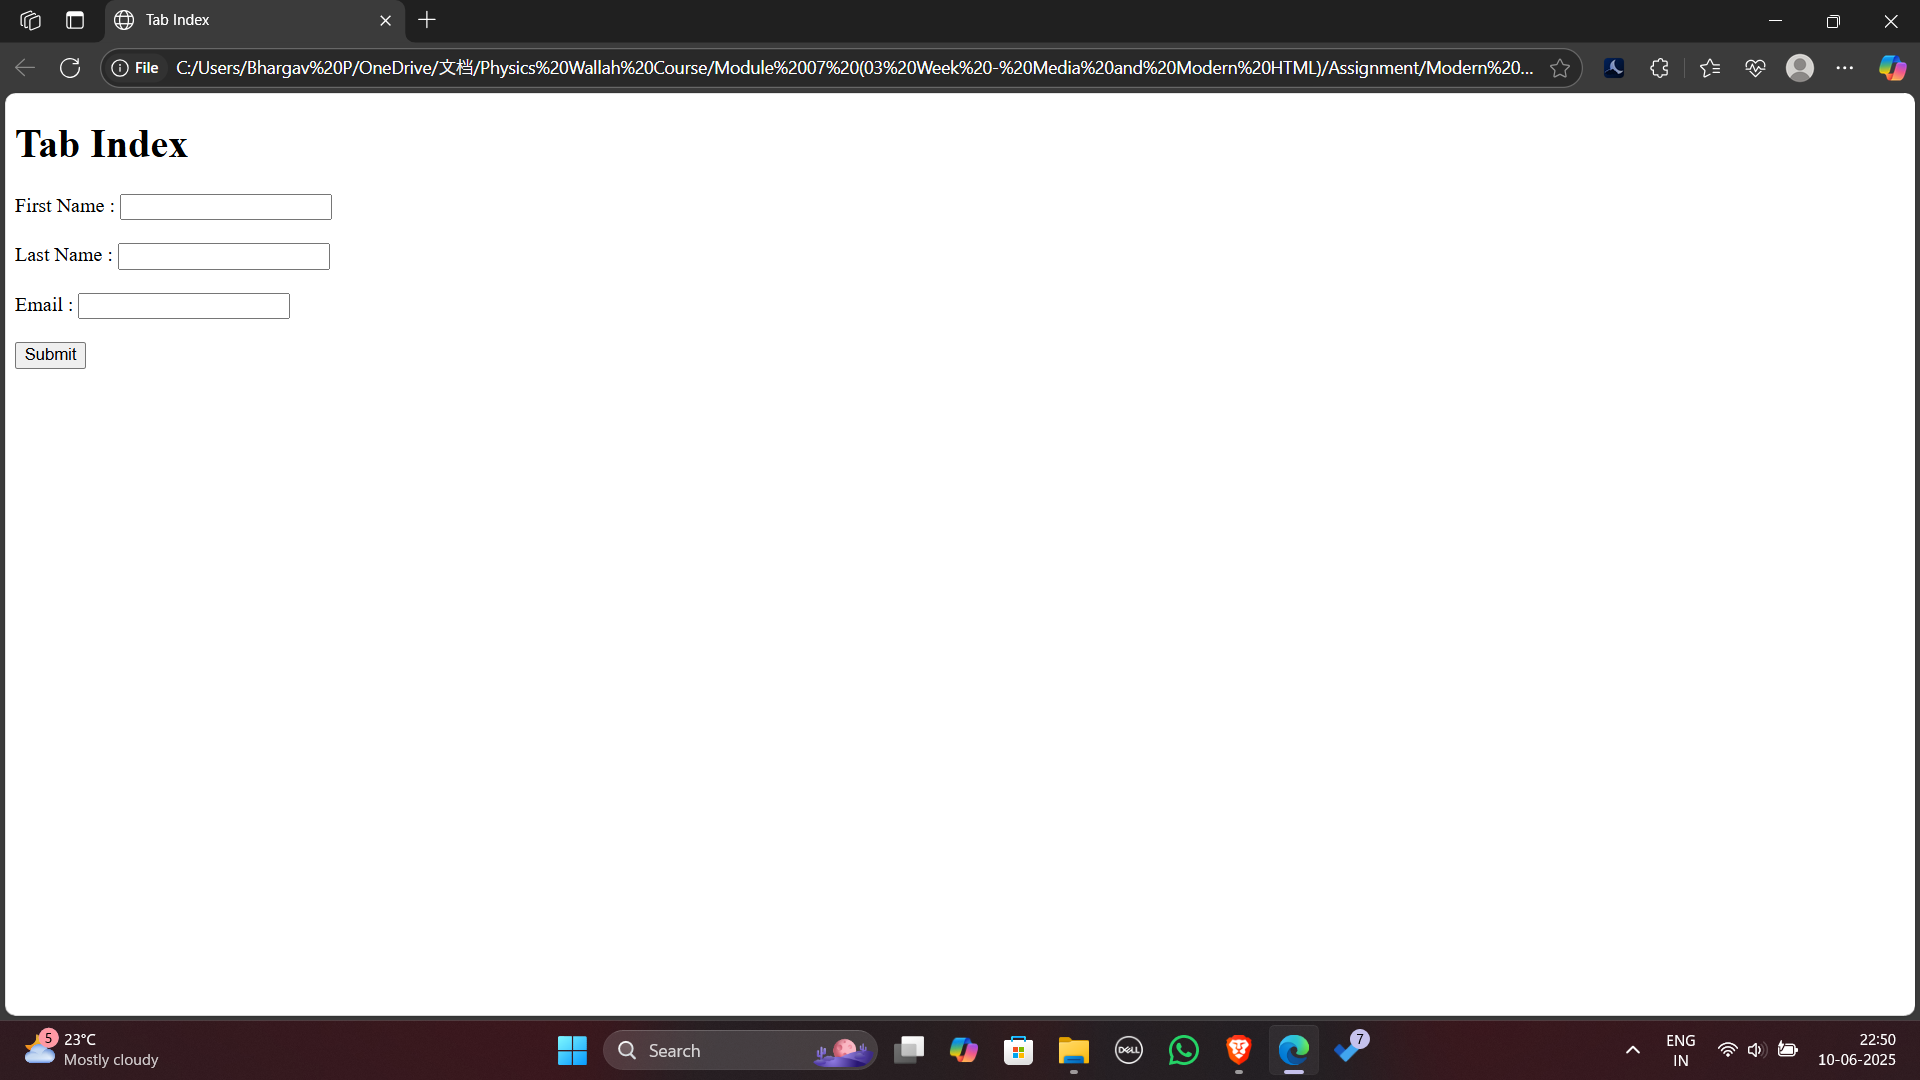 Tab Index
File C:/Users/Bhargav%20P/OneDrive/文档/Physics%20Wallah%20Course/Module%2007%20(03%20Week%20-%20Media%20and%20Modern%20HTML)/Assignment/Modern%20...
Tab Index
First Name :
Last Name :
Email :
Submit
5
23°C
Mostly cloudy
Search
DELL
7
ENG
IN
22:50
10-06-2025